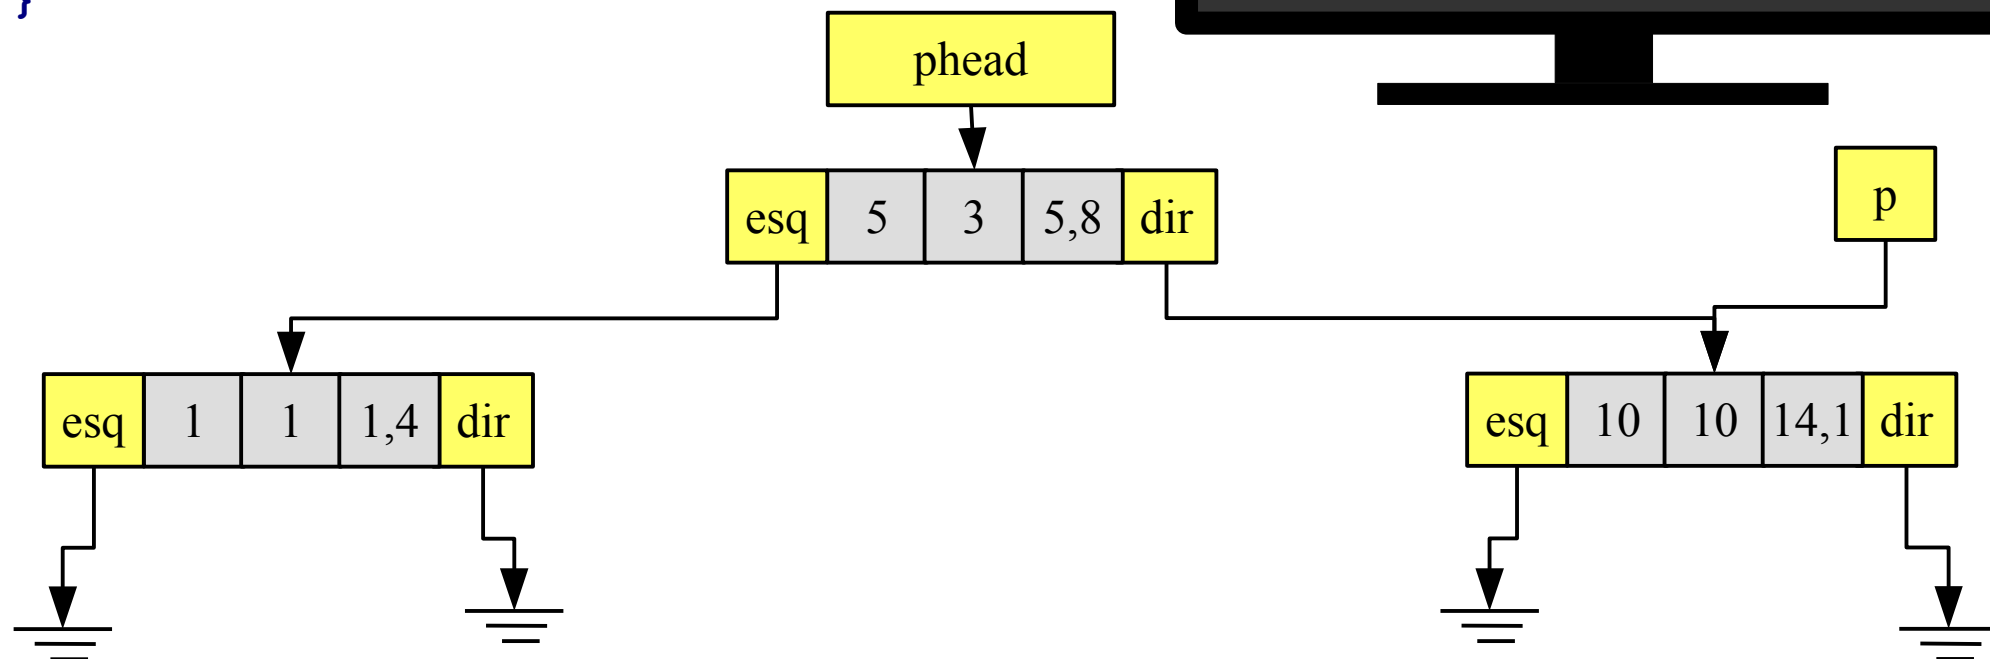 }
phead
p
esq 5 3 5,8 dir
esq 1 1 1,4 dir
esq 10 10 14,1 dir